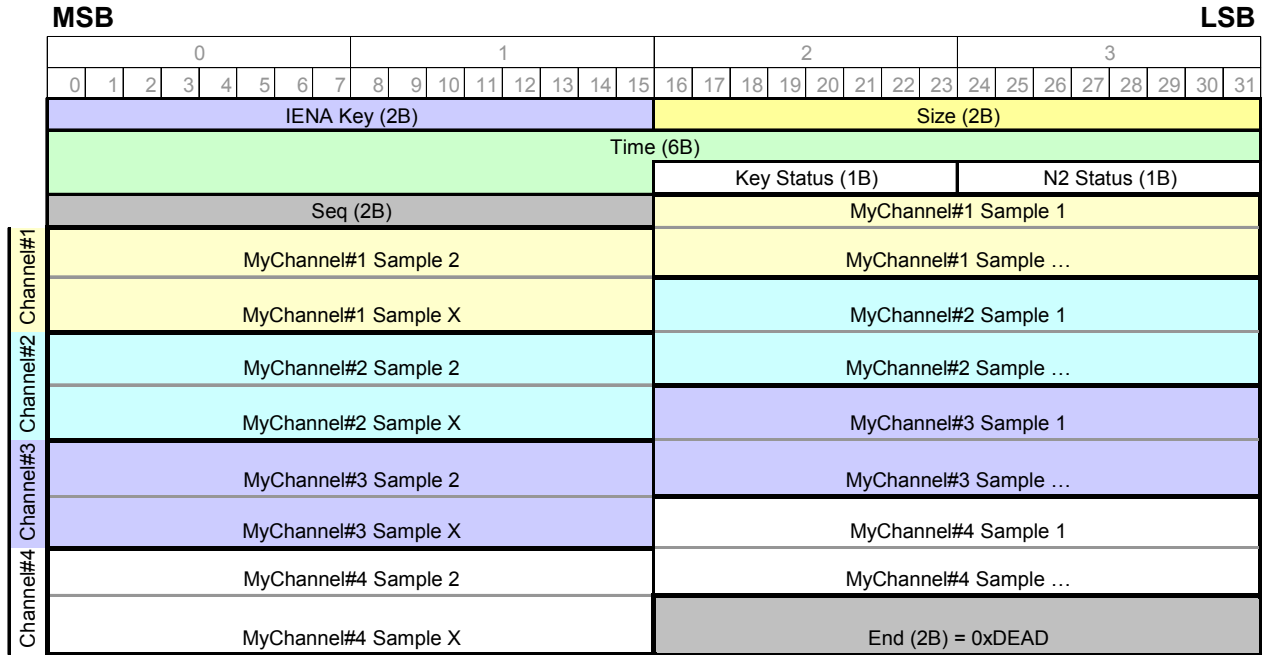 MSB LSB
0 1 2 3
0 1 2 3 4 5 6 7 8 9 10 11 12 13 14 15 16 17 18 19 20 21 22 23 24 25 26 27 28 29 30 31
IENA Key (2B) Size (2B)
Time (6B)
Key Status (1B) N2 Status (1B)
Seq (2B) MyChannel#1 Sample 1
Channel#1
MyChannel#1 Sample 2 MyChannel#1 Sample …
MyChannel#1 Sample X MyChannel#2 Sample 1
Channel#2
MyChannel#2 Sample 2 MyChannel#2 Sample …
MyChannel#2 Sample X MyChannel#3 Sample 1
Channel#3
MyChannel#3 Sample 2 MyChannel#3 Sample …
MyChannel#3 Sample X MyChannel#4 Sample 1
Channel#4
MyChannel#4 Sample 2 MyChannel#4 Sample …
MyChannel#4 Sample X End (2B) = 0xDEAD